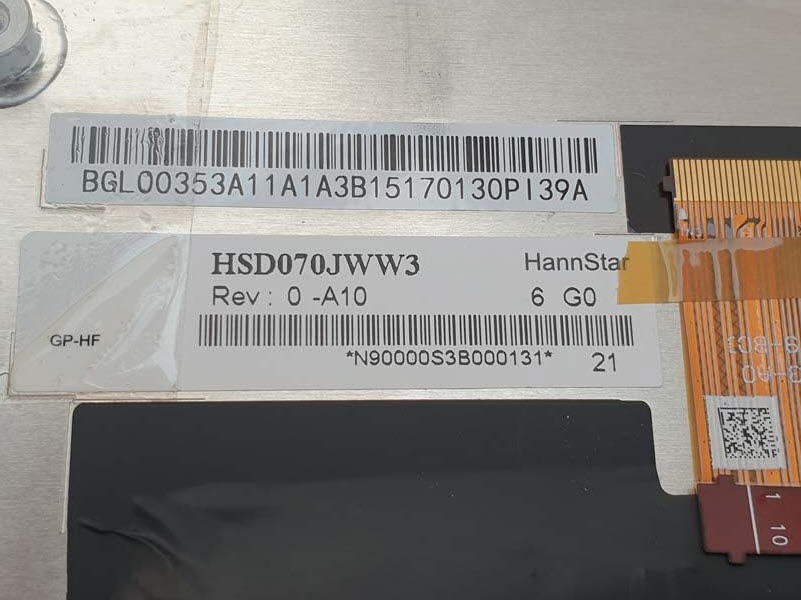 BGL00353A11A1A3B15170130PI39A
HSD070JWW3 HannStar
Rev: 0 -A10 6 G0
GP-HF
*N90000S3B000131* 21
1 10